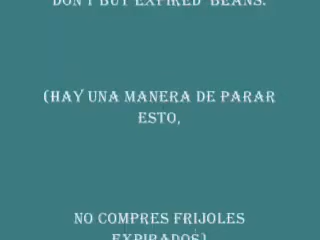 DON'T BUY EXPIRED BEANS.
(HAY UNA MANERA DE PARAR
ESTO,
NO COMPRES FRIJOLES
EXPIRADOS)